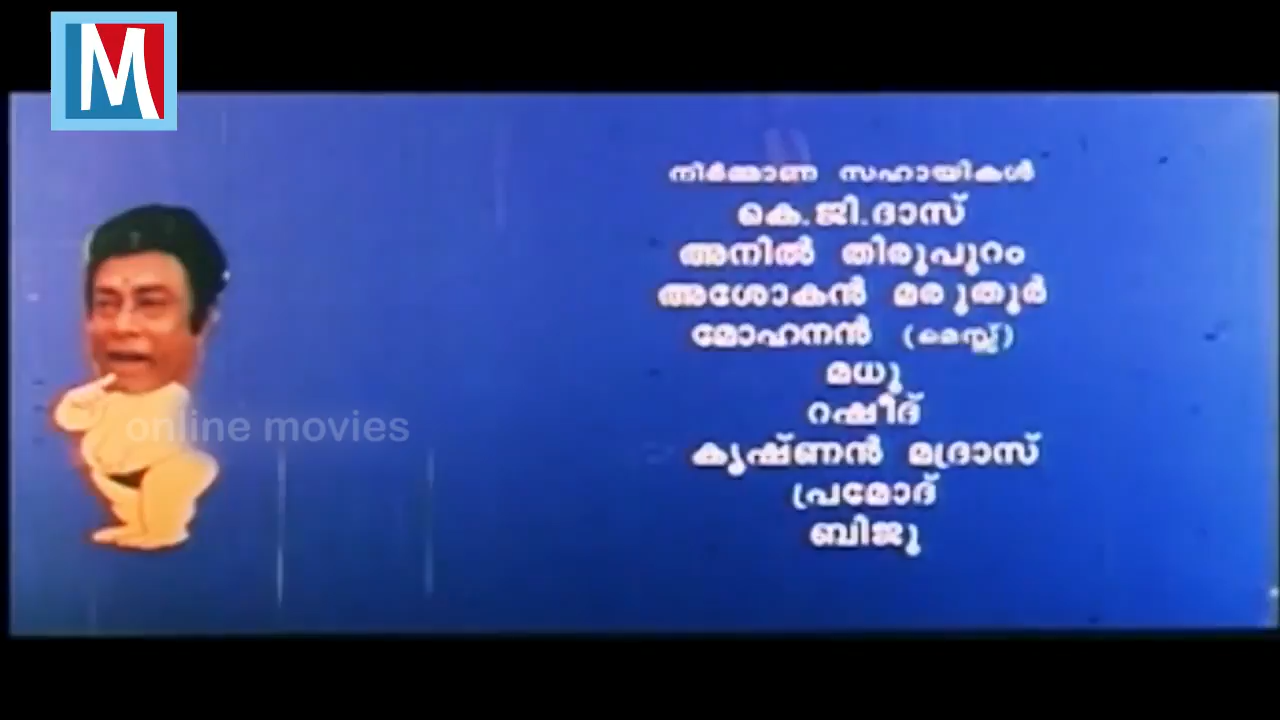 M
നിർമ്മാണ സഹായികൾ
കെ.ജി.ദാസ്
അനിൽ തിരുപുറം
അശോകൻ മരുതൂർ
മോഹനൻ (മെസ്സ്)
മധു
റഷീദ്
കൃഷ്ണൻ മദ്രാസ്
പ്രമോദ്
ബിജു
online movies